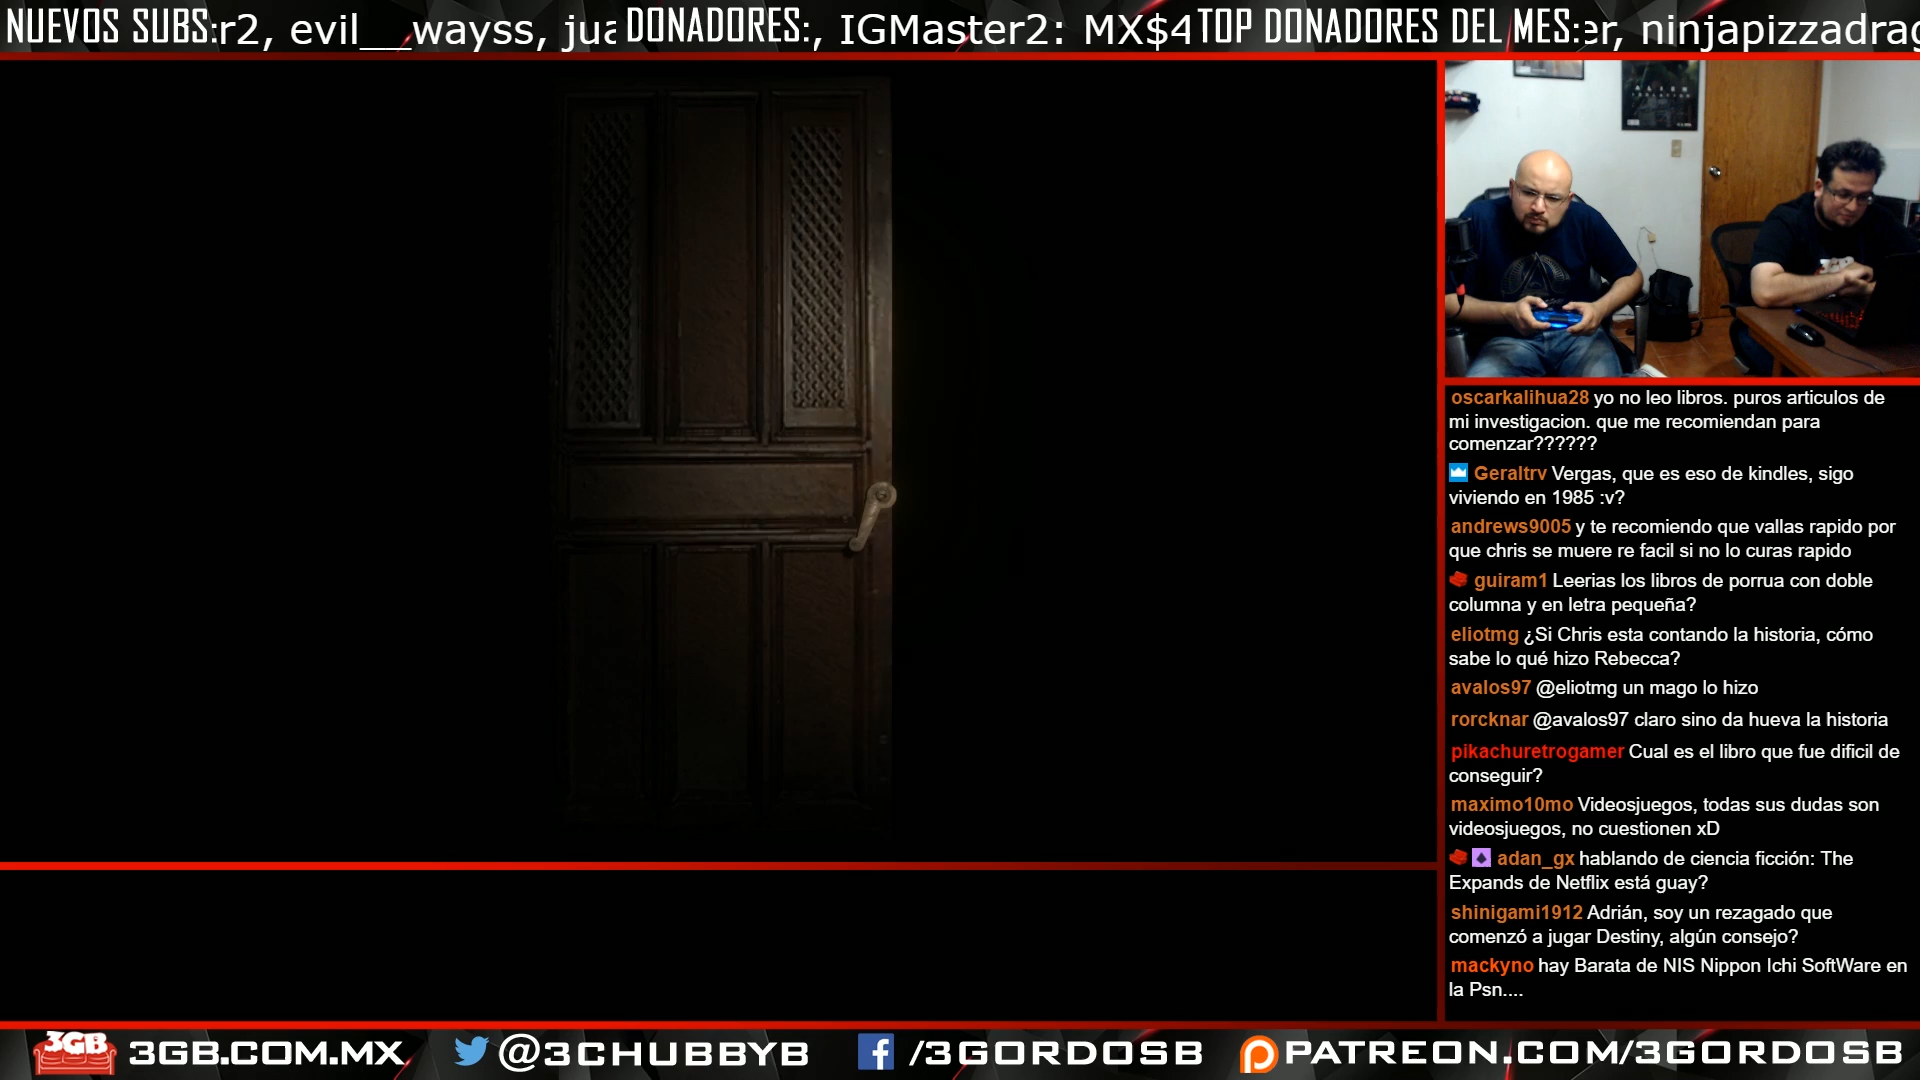 NUEVOS SUBS:
r2, evil__wayss, jua
DONADORES:
, IGMaster2: MX$4
TOP DONADORES DEL MES:
er, ninjapizzadrag
ALIEN
oscarkalihua28 yo no leo libros. puros articulos de
mi investigacion. que me recomiendan para
comenzar??????
Geraltrv Vergas, que es eso de kindles, sigo
viviendo en 1985 :v?
andrews9005 y te recomiendo que vallas rapido por
que chris se muere re facil si no lo curas rapido
guiram1 Leerias los libros de porrua con doble
columna y en letra pequeña?
eliotmg ¿Si Chris esta contando la historia, cómo
sabe lo qué hizo Rebecca?
avalos97 @eliotmg un mago lo hizo
rorcknar @avalos97 claro sino da hueva la historia
pikachuretrogamer Cual es el libro que fue dificil de
conseguir?
maximo10mo Videosjuegos, todas sus dudas son
videosjuegos, no cuestionen xD
adan_gx hablando de ciencia ficción: The
Expands de Netflix está guay?
shinigami1912 Adrián, soy un rezagado que
comenzó a jugar Destiny, algún consejo?
mackyno hay Barata de NIS Nippon Ichi SoftWare en
la Psn....
3GB
3GB.COM.MX
@3CHUBBYB
/3GORDOSB
PATREON.COM/3GORDOSB